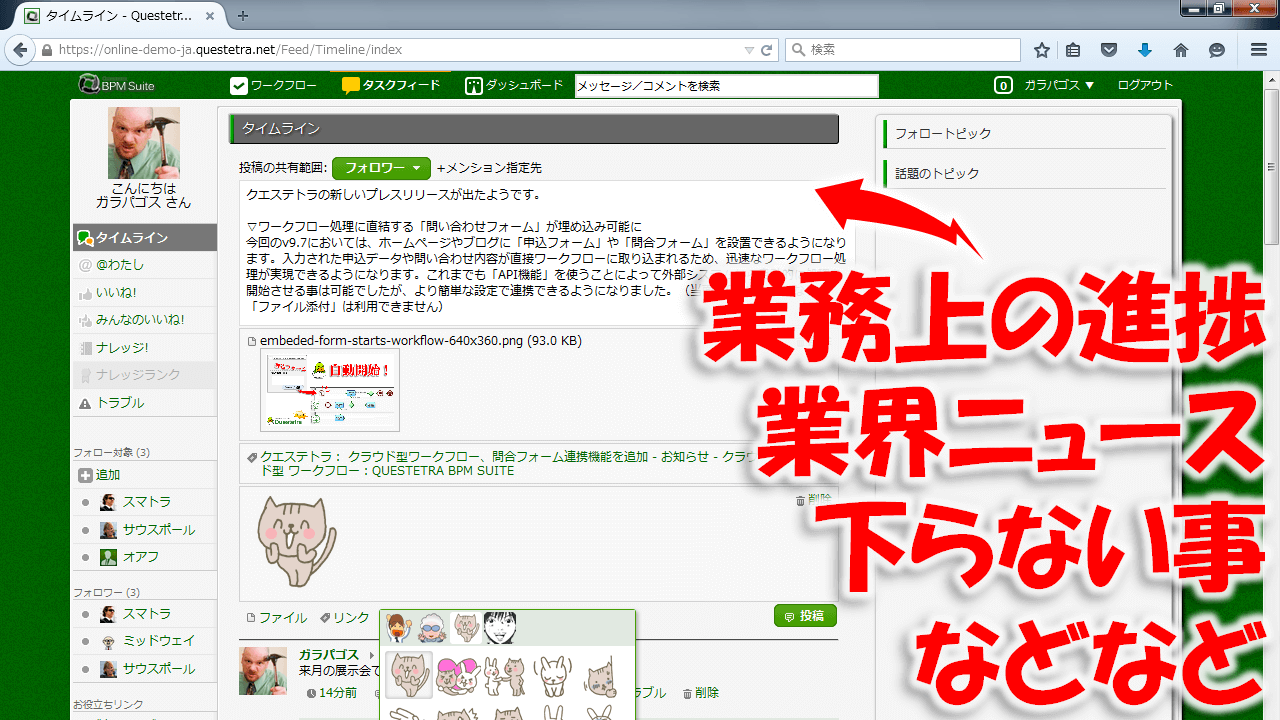 タイムライン - Questetr...
https://online-demo-ja.questetra.net/Feed/Timeline/index
検索
BPM Suite
ワークフロー
タスクフィード
ダッシュボード
メッセージ／コメントを検索
0
ガラパゴス ▼
ログアウト
こんにちは
ガラパゴス さん
タイムライン
@わたし
いいね!
みんなのいいね!
ナレッジ!
ナレッジランク
トラブル
フォロー対象 (3)
追加
スマトラ
サウスポール
オアフ
フォロワー (3)
スマトラ
ミッドウェイ
サウスポール
お役立ちリンク
タイムライン
投稿の共有範囲: フォロワー +メンション指定先
クエステトラの新しいプレスリリースが出たようです。
▽ワークフロー処理に直結する「問い合わせフォーム」が埋め込み可能に
今回のv9.7においては、ホームページやブログに「申込フォーム」や「問合フォーム」を設置できるようになり
ます。入力された申込データや問い合わせ内容が直接ワークフローに取り込まれるため、迅速なワークフロー処
理が実現できるようになります。これまでも「API機能」を使うことによって外部シス
開始させる事は可能でしたが、より簡単な設定で連携できるようになりました。
「ファイル添付」は利用できません）
embeded-form-starts-workflow-640x360.png (93.0 KB)
自動開始！
クエステトラ： クラウド型ワークフロー、問合フォーム連携機能を追加 - お知らせ - クラウ
ド型 ワークフロー：QUESTETRA BPM SUITE
削除
ファイル
リンク
投稿
ガラパゴス
来月の展示会で
14分前
ラブル
削除
フォロートピック
話題のトピック
業務上の進捗
業界ニュース
下らない事
などなど